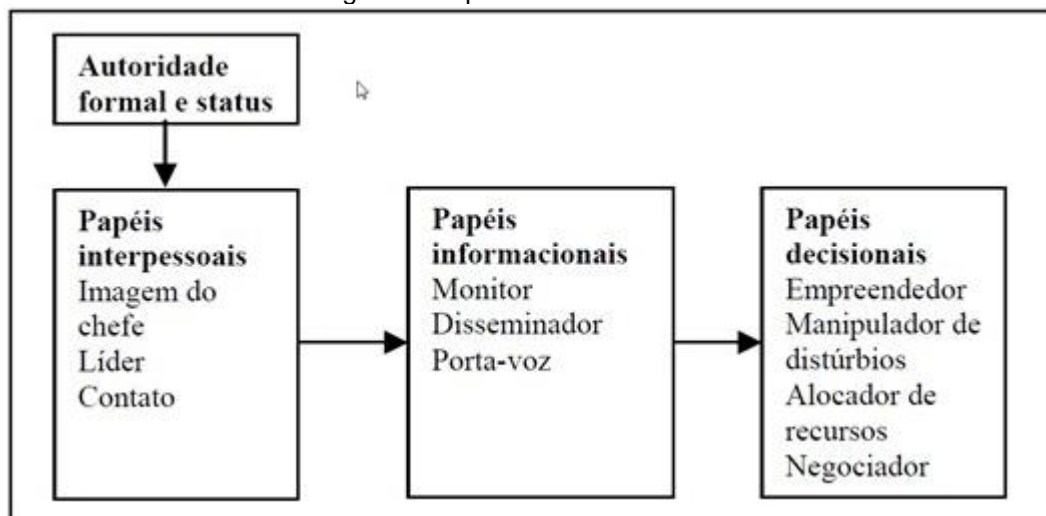 Autoridade
formal e status
Papéis
interpessoais
Imagem do
chefe
Líder
Contato
Papéis
informacionais
Monitor
Disseminador
Porta-voz
Papéis
decisionais
Empreendedor
Manipulador de
distúrbios
Alocador de
recursos
Negociador